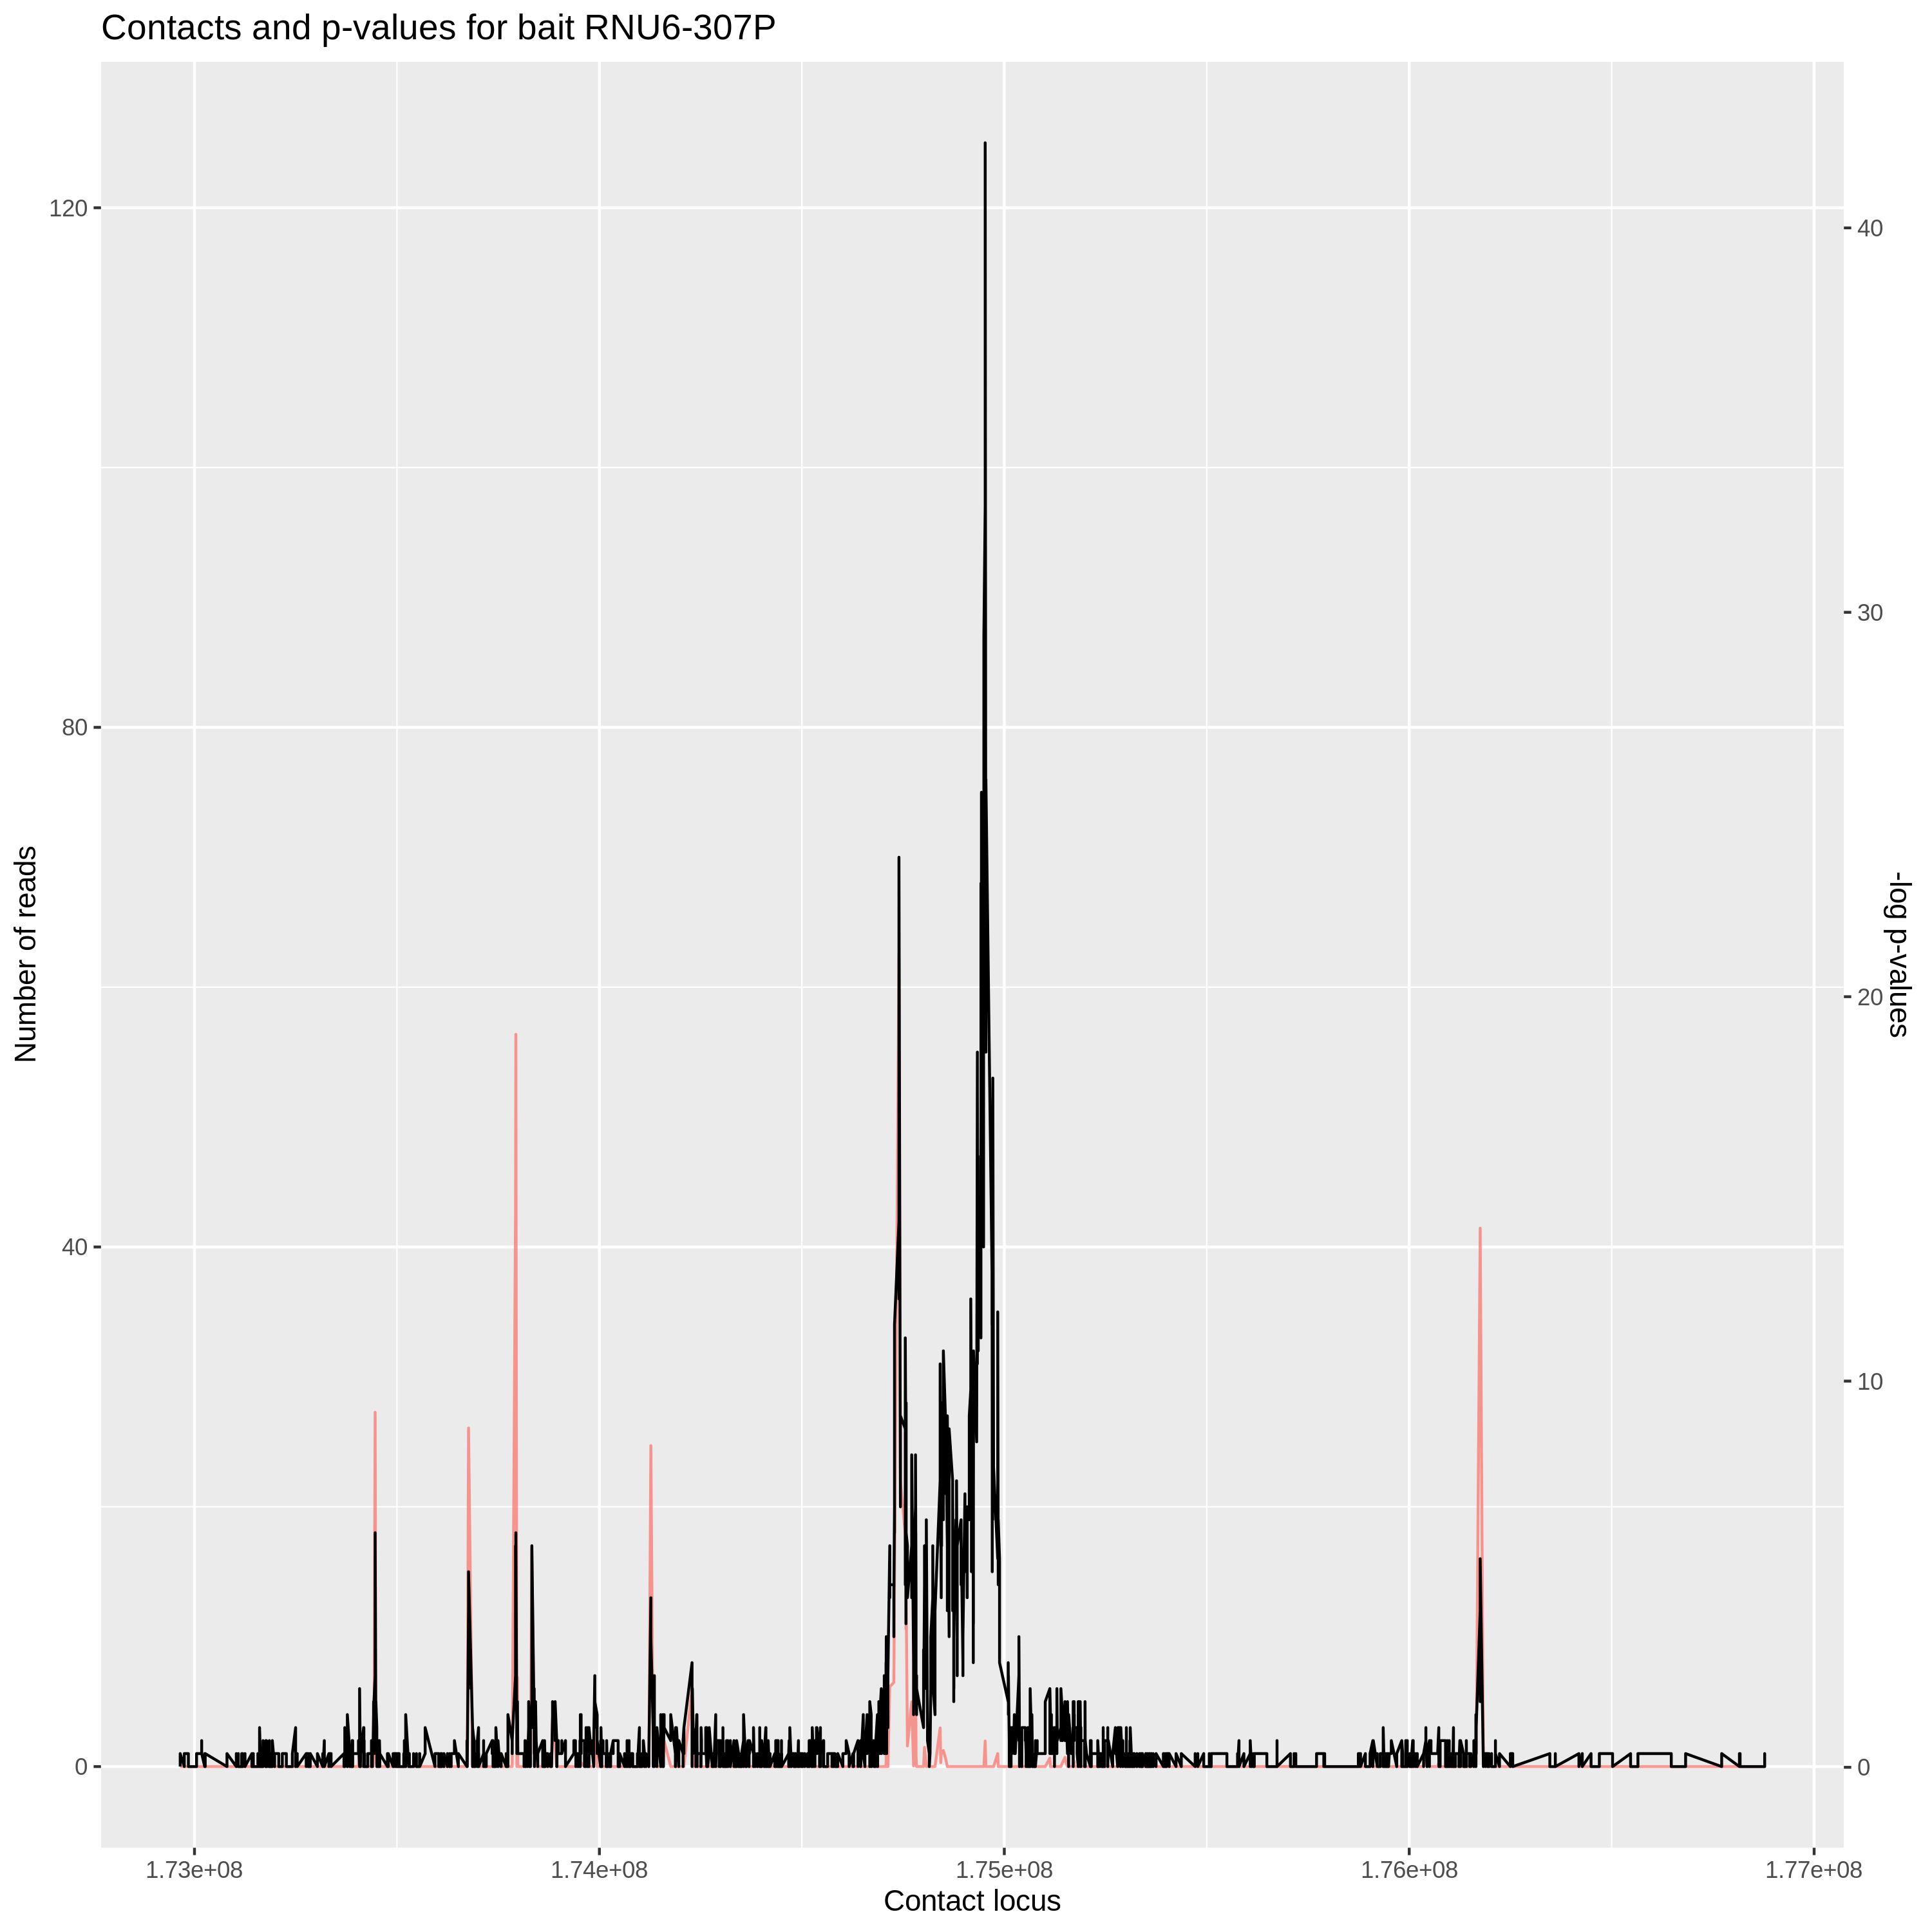 Contacts and p-values for bait RNU6-307P
120
80
40
0
Number of reads
40
30
20
10
0
-log p-values
1.73e+08
1.74e+08
1.75e+08
1.76e+08
1.77e+08
Contact locus